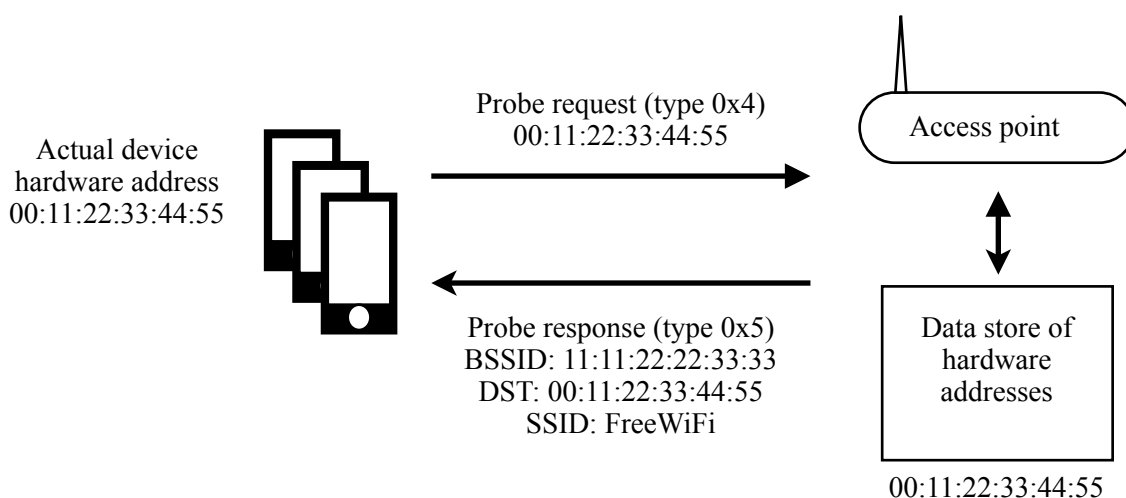 Actual device
hardware address
00:11:22:33:44:55
Probe request (type 0x4)
00:11:22:33:44:55
Access point
Probe response (type 0x5)
BSSID: 11:11:22:22:33:33
DST: 00:11:22:33:44:55
SSID: FreeWiFi
Data store of
hardware
addresses
00:11:22:33:44:55